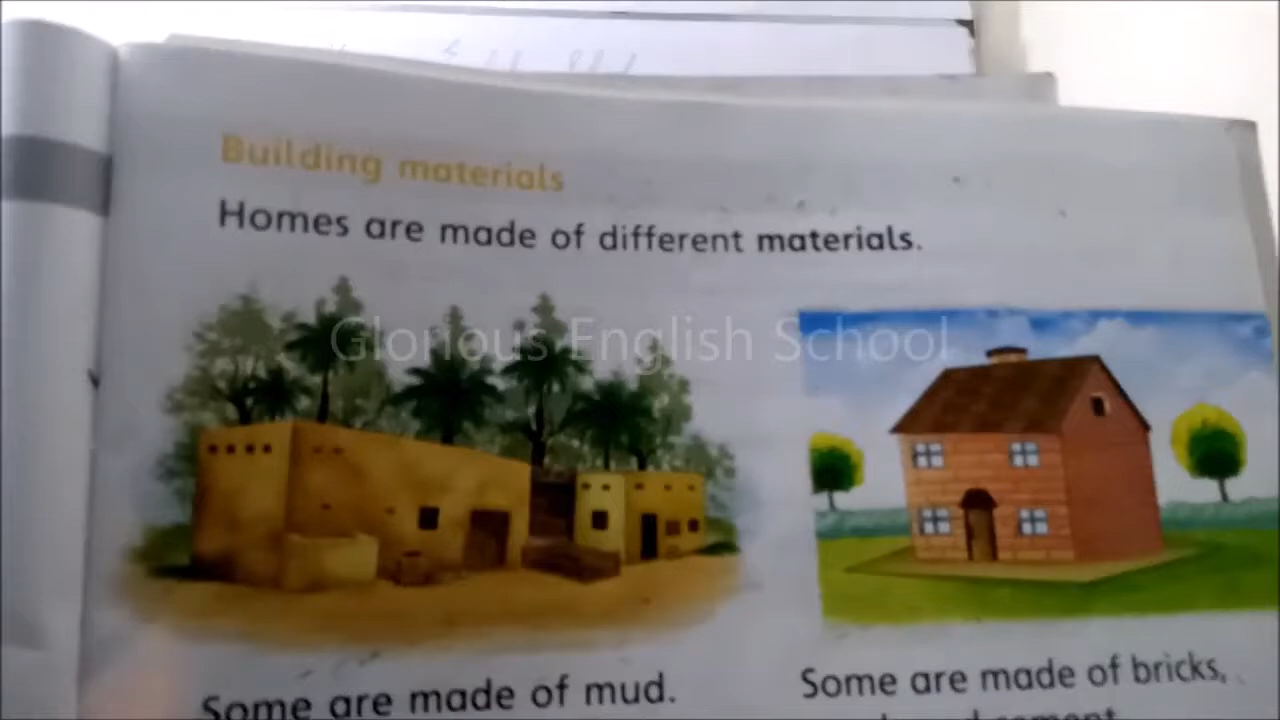 Building materials
Homes are made of different materials.
Glorious English School
Some are made of mud.
Some are made of bricks,
cement